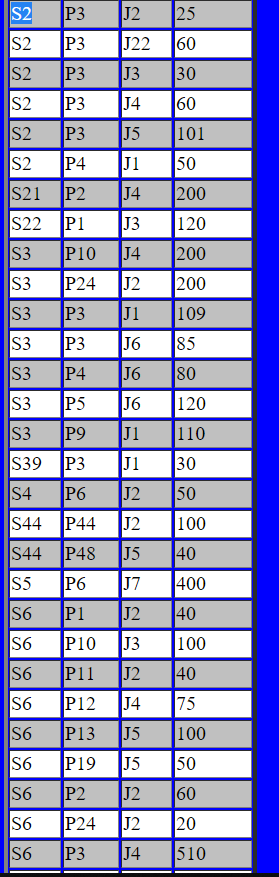 S2 P3 J2 25
S2 P3 J22 60
S2 P3 J3 30
S2 P3 J4 60
S2 P3 J5 101
S2 P4 J1 50
S21 P2 J4 200
S22 P1 J3 120
S3 P10 J4 200
S3 P24 J2 200
S3 P3 J1 109
S3 P3 J6 85
S3 P4 J6 80
S3 P5 J6 120
S3 P9 J1 110
S39 P3 J1 30
S4 P6 J2 50
S44 P44 J2 100
S44 P48 J5 40
S5 P6 J7 400
S6 P1 J2 40
S6 P10 J3 100
S6 P11 J2 40
S6 P12 J4 75
S6 P13 J5 100
S6 P19 J5 50
S6 P2 J2 60
S6 P24 J2 20
S6 P3 J4 510